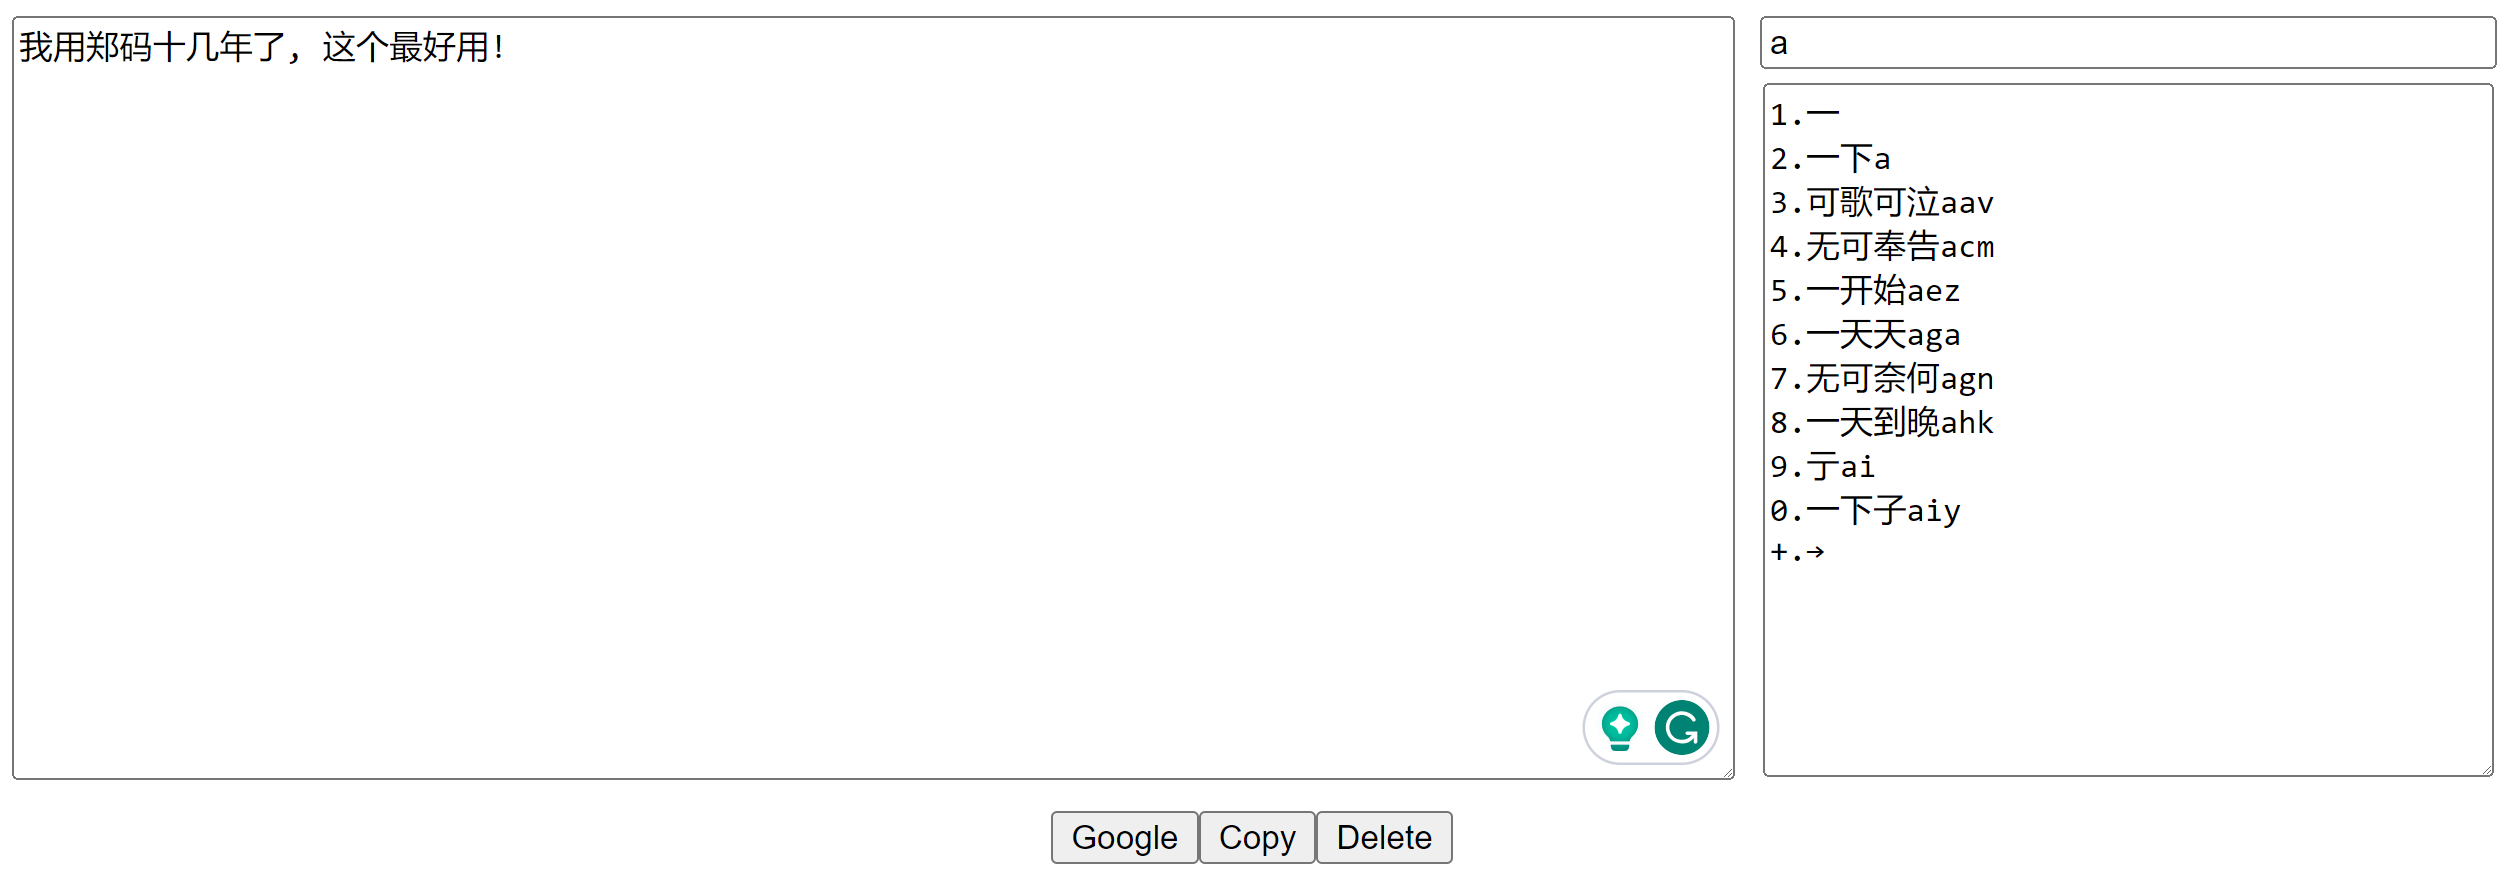 我用郑码十几年了，这个最好用！
a
1.一
2.一下a
3.可歌可泣aav
4.无可奉告acm
5.一开始aez
6.一天天aga
7.无可奈何agn
8.一天到晚ahk
9.亍ai
0.一下子aiy
+.→
Google Copy Delete